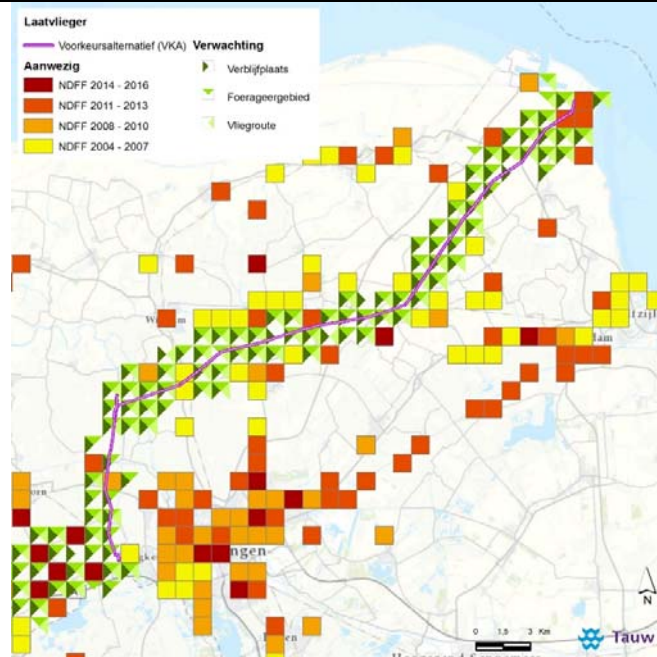 Laatvlieger
Voorkeursalternatief (VKA)
Verwachting
Aanwezig
Verblijfplaats
NDFF 2014 - 2016
NDFF 2011 - 2013
Foerageergebied
NDFF 2008 - 2010
Vliegroute
NDFF 2004 - 2007
N
0 1,5 3 Km
Tauw